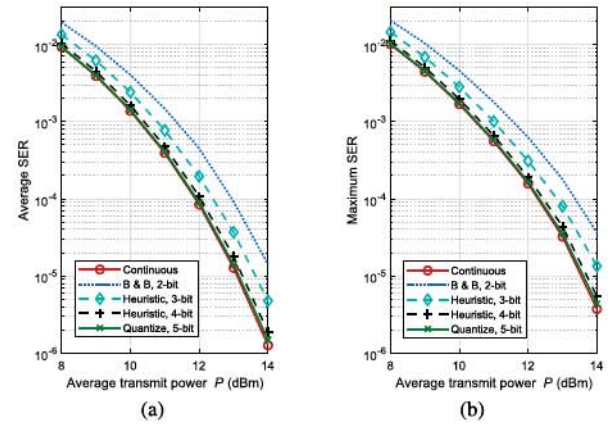 10^-2
10^-3
10^-4
10^-5
10^-6
Average SER
Continuous
B & B, 2-bit
Heuristic, 3-bit
Heuristic, 4-bit
Quantize, 5-bit
8 10 12 14
Average transmit power P (dBm)
(a)
10^-2
10^-3
10^-4
10^-5
10^-6
Maximum SER
Continuous
B & B, 2-bit
Heuristic, 3-bit
Heuristic, 4-bit
Quantize, 5-bit
8 10 12 14
Average transmit power P (dBm)
(b)